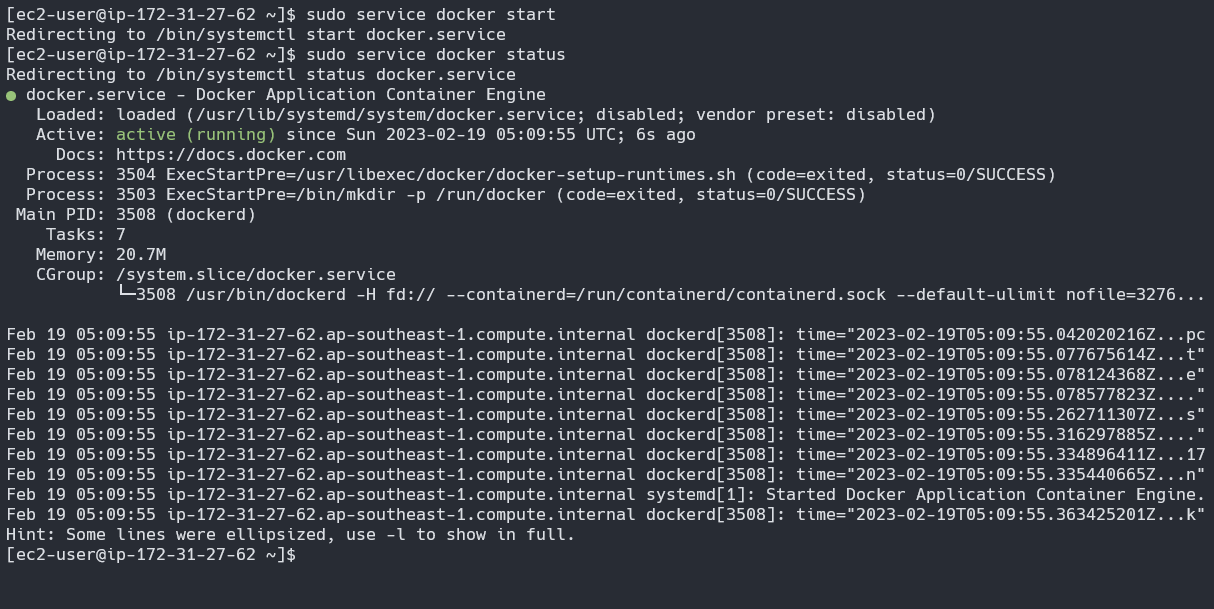 [ec2-user@ip-172-31-27-62 ~]$ sudo service docker start
Redirecting to /bin/systemctl start docker.service
[ec2-user@ip-172-31-27-62 ~]$ sudo service docker status
Redirecting to /bin/systemctl status docker.service
● docker.service - Docker Application Container Engine
   Loaded: loaded (/usr/lib/systemd/system/docker.service; disabled; vendor preset: disabled)
   Active: active (running) since Sun 2023-02-19 05:09:55 UTC; 6s ago
     Docs: https://docs.docker.com
  Process: 3504 ExecStartPre=/usr/libexec/docker/docker-setup-runtimes.sh (code=exited, status=0/SUCCESS)
  Process: 3503 ExecStartPre=/bin/mkdir -p /run/docker (code=exited, status=0/SUCCESS)
 Main PID: 3508 (dockerd)
    Tasks: 7
   Memory: 20.7M
   CGroup: /system.slice/docker.service
           └─3508 /usr/bin/dockerd -H fd:// --containerd=/run/containerd/containerd.sock --default-ulimit nofile=3276...

Feb 19 05:09:55 ip-172-31-27-62.ap-southeast-1.compute.internal dockerd[3508]: time="2023-02-19T05:09:55.042020216Z...pc
Feb 19 05:09:55 ip-172-31-27-62.ap-southeast-1.compute.internal dockerd[3508]: time="2023-02-19T05:09:55.077675614Z...t"
Feb 19 05:09:55 ip-172-31-27-62.ap-southeast-1.compute.internal dockerd[3508]: time="2023-02-19T05:09:55.078124368Z...e"
Feb 19 05:09:55 ip-172-31-27-62.ap-southeast-1.compute.internal dockerd[3508]: time="2023-02-19T05:09:55.078577823Z...."
Feb 19 05:09:55 ip-172-31-27-62.ap-southeast-1.compute.internal dockerd[3508]: time="2023-02-19T05:09:55.262711307Z...s"
Feb 19 05:09:55 ip-172-31-27-62.ap-southeast-1.compute.internal dockerd[3508]: time="2023-02-19T05:09:55.316297885Z...."
Feb 19 05:09:55 ip-172-31-27-62.ap-southeast-1.compute.internal dockerd[3508]: time="2023-02-19T05:09:55.334896411Z...17
Feb 19 05:09:55 ip-172-31-27-62.ap-southeast-1.compute.internal dockerd[3508]: time="2023-02-19T05:09:55.335440665Z...n"
Feb 19 05:09:55 ip-172-31-27-62.ap-southeast-1.compute.internal systemd[1]: Started Docker Application Container Engine.
Feb 19 05:09:55 ip-172-31-27-62.ap-southeast-1.compute.internal dockerd[3508]: time="2023-02-19T05:09:55.363425201Z...k"
Hint: Some lines were ellipsized, use -l to show in full.
[ec2-user@ip-172-31-27-62 ~]$